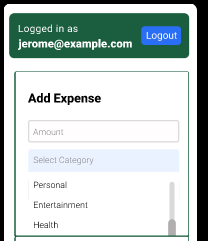 Logged in as
jerome@example.com
Logout
Add Expense
Amount
Select Category
Personal
Entertainment
Health